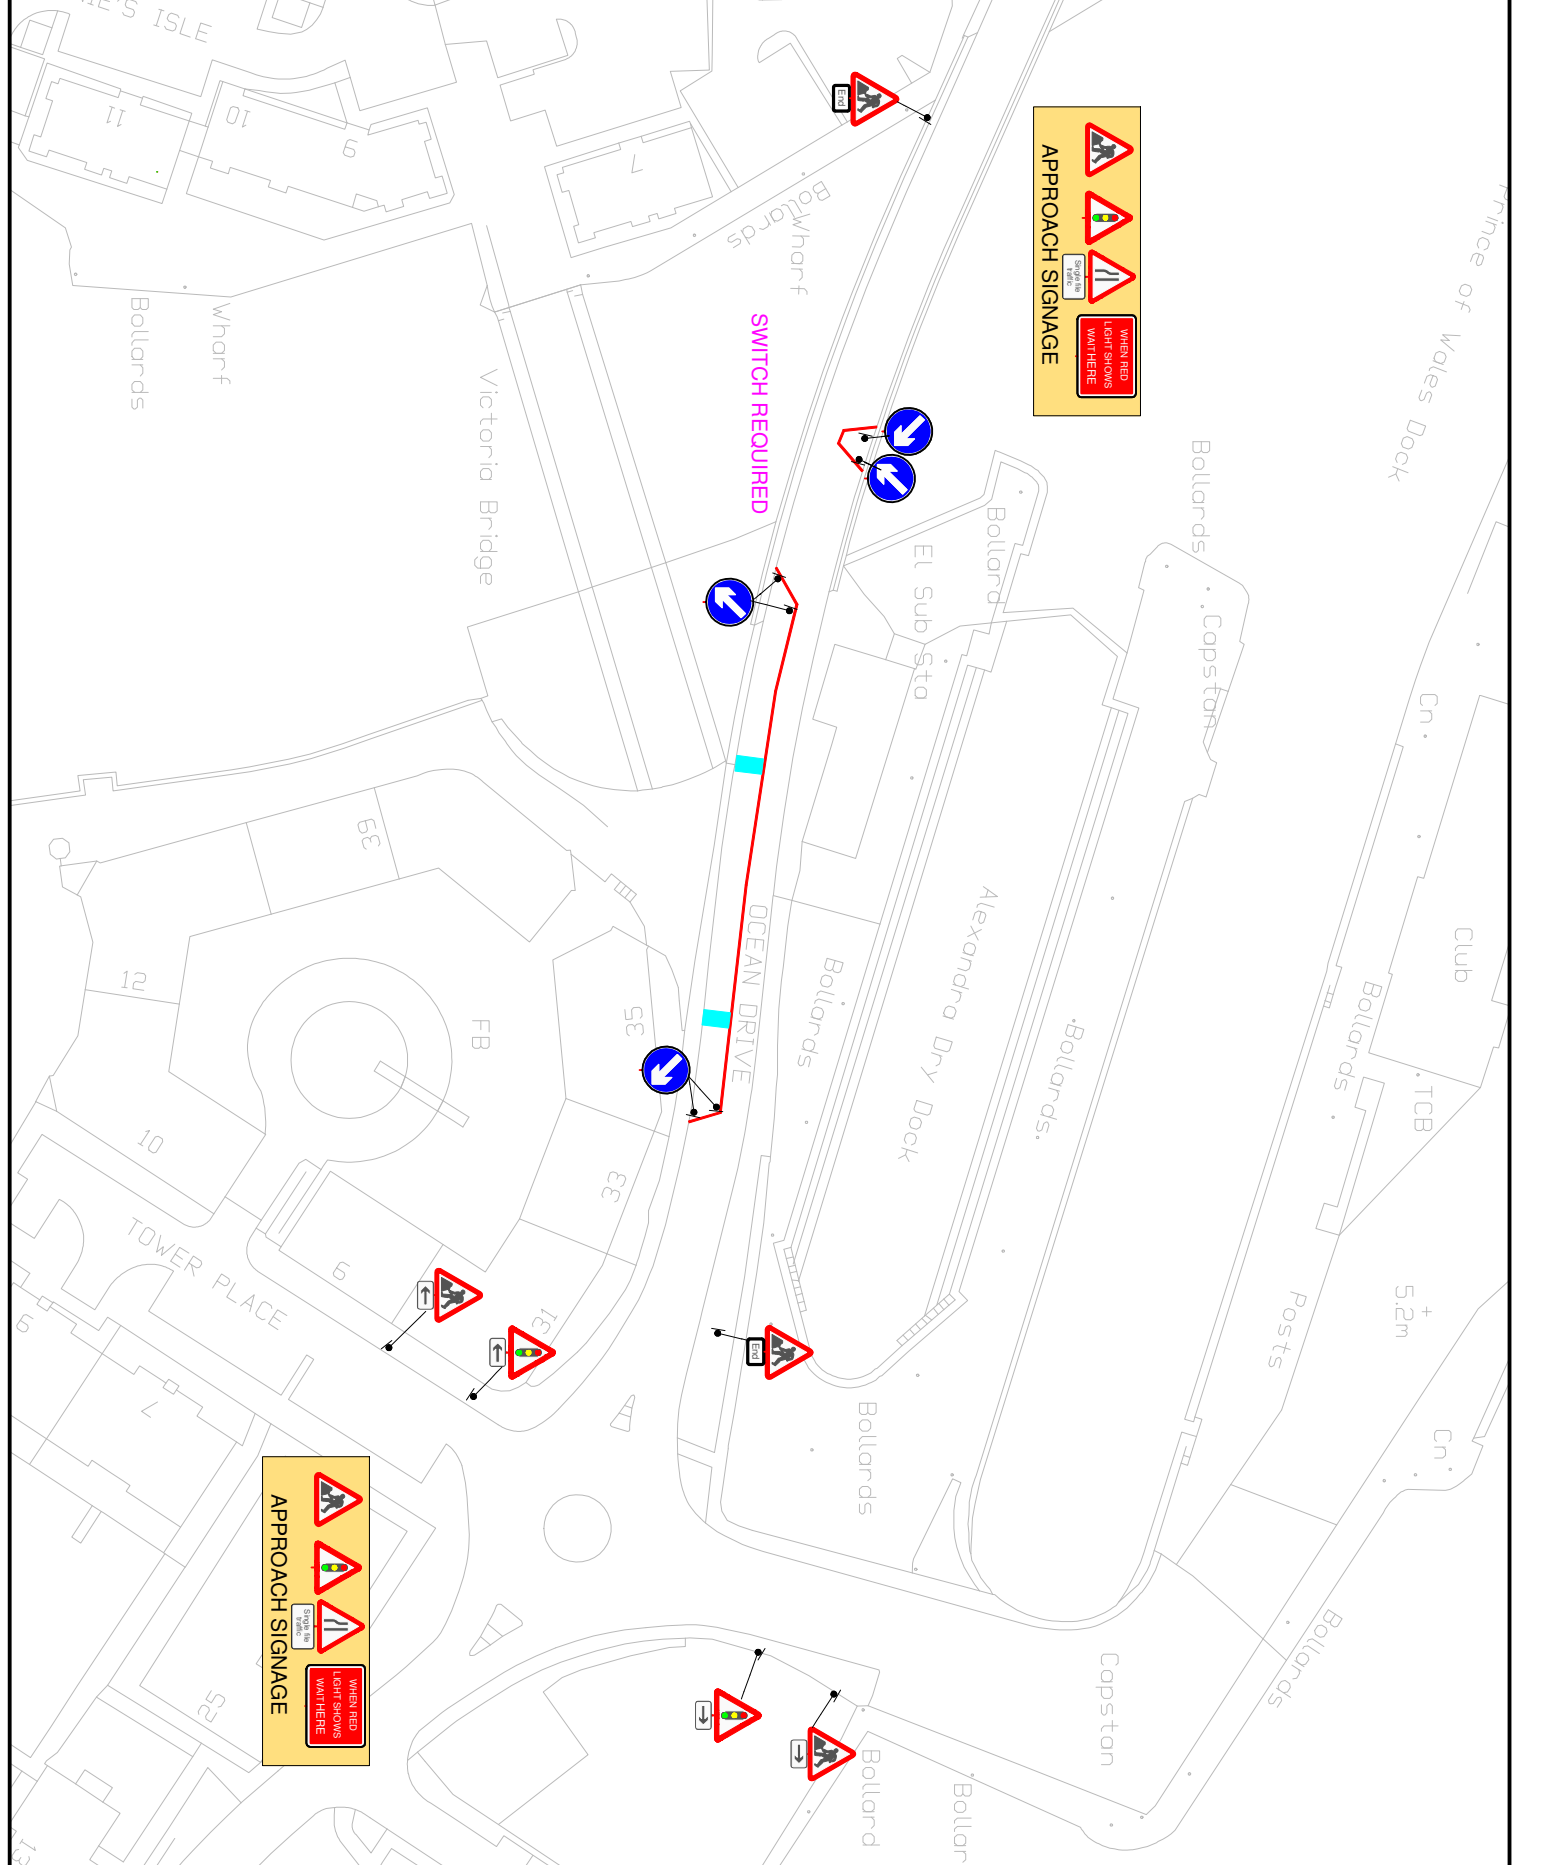 IE'S ISLE
11
10
9
7
Bollards
Wharf
Wharf
Bollards
Victoria Bridge
End
SWITCH REQUIRED
APPROACH SIGNAGE
Single file
traffic
WHEN RED
LIGHT SHOWS
WAIT HERE
Prince of Wales Dock
Bollards
Bollard
El Sub Sta
Capstan
Cn
Club
Bollards
TCB
39
12
FB
35
OCEAN DRIVE
Bollards
Alexandra Dry Dock
Bollards
10
33
TOWER PLACE
6
31
9
7
End
5.2m
+
Posts
Cn
Bollards
APPROACH SIGNAGE
Single file
traffic
WHEN RED
LIGHT SHOWS
WAIT HERE
25
13
Bollards
Capstan
Bollard
Bollar